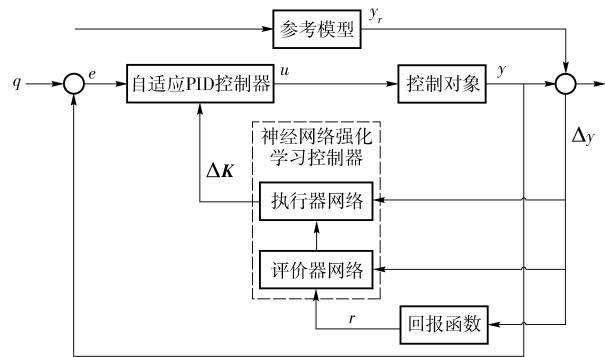 参考模型
yr
q
e
自适应PID控制器
u
控制对象
y
Δy
神经网络强化
学习控制器
ΔK
执行器网络
评价器网络
r
回报函数